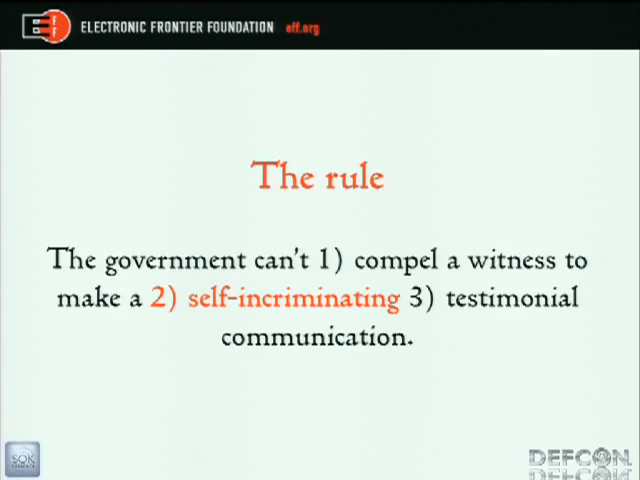 ELECTRONIC FRONTIER FOUNDATION eff.org
The rule
The government can't 1) compel a witness to
make a 2) self-incriminating 3) testimonial
communication.
SOK
DEFCON